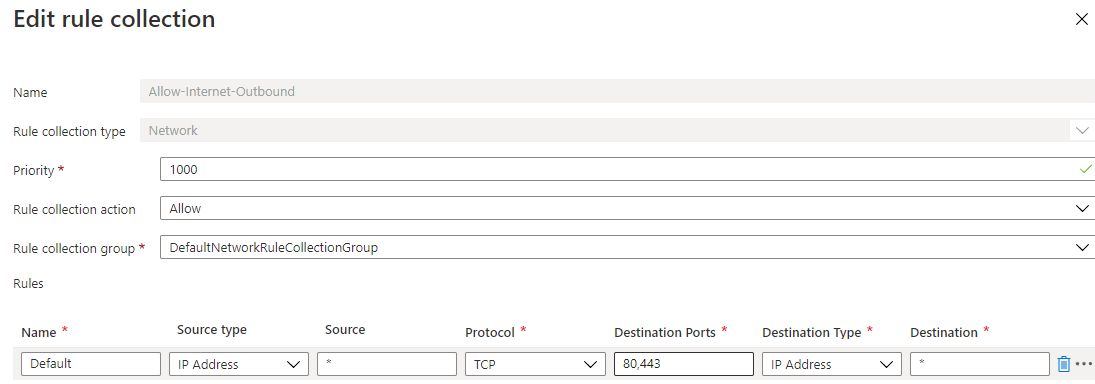 Edit rule collection
Name Allow-Internet-Outbound
Rule collection type Network
Priority * 1000
Rule collection action Allow
Rule collection group * DefaultNetworkRuleCollectionGroup
Rules
Name * Source type Source Protocol * Destination Ports * Destination Type * Destination *
Default IP Address * TCP 80,443 IP Address *